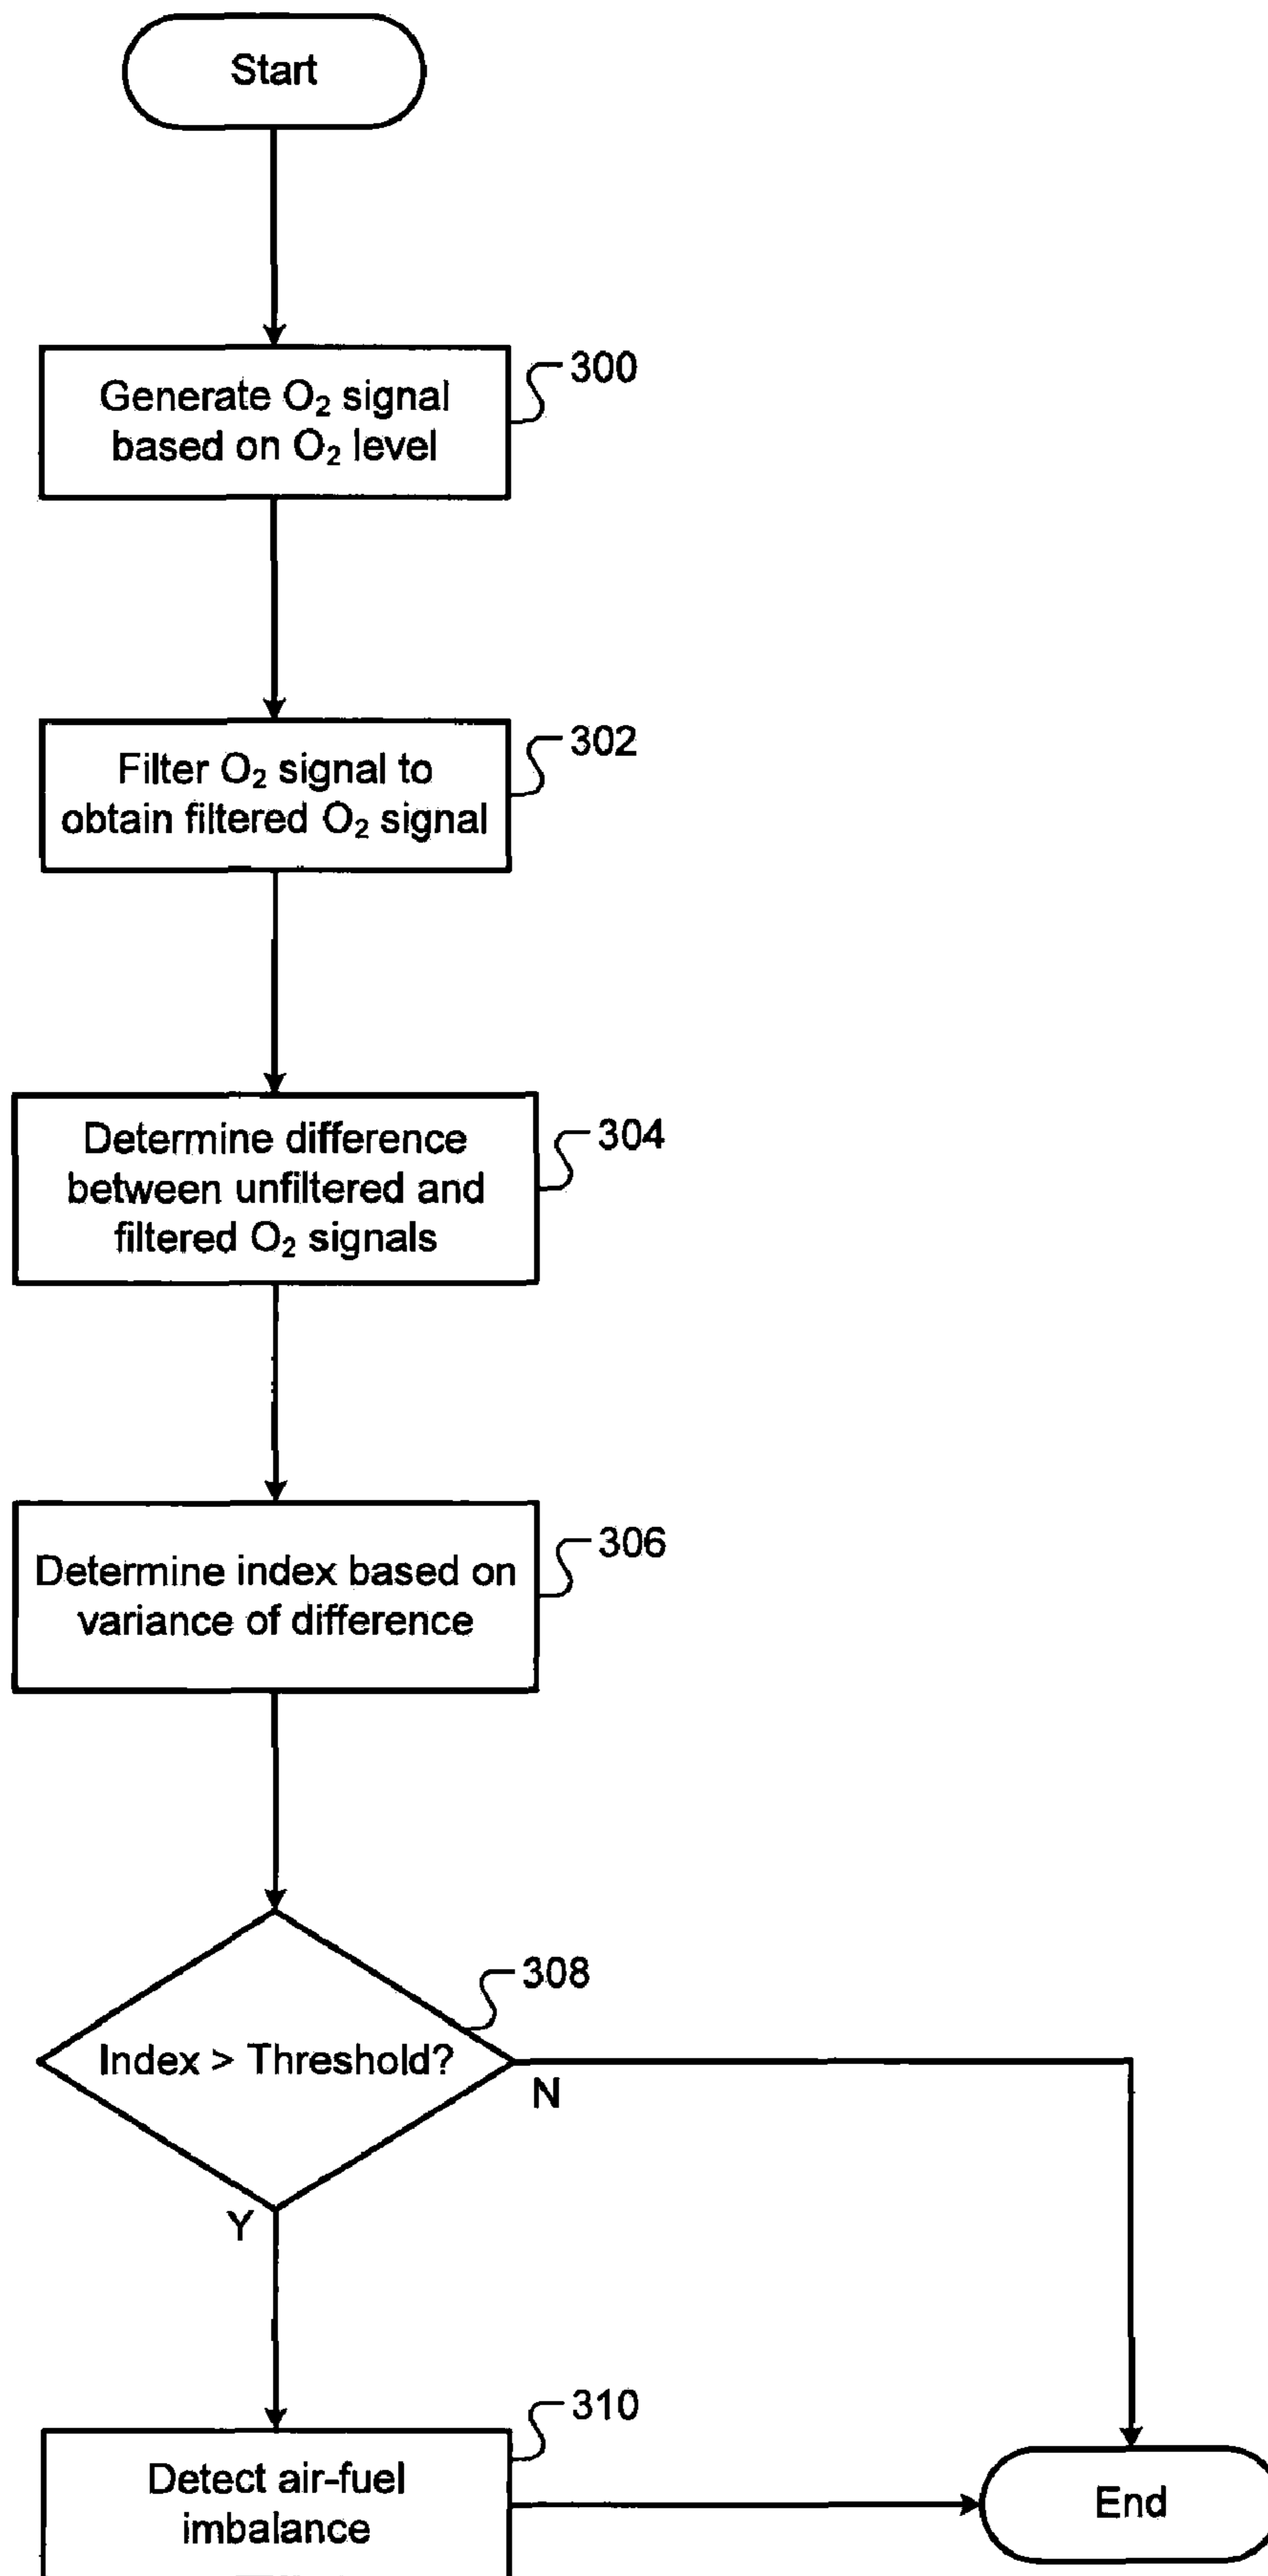 Start
300
Generate O₂ signal
based on O₂ level
302
Filter O₂ signal to
obtain filtered O₂ signal
304
Determine difference
between unfiltered and
filtered O₂ signals
306
Determine index based on
variance of difference
308
Index > Threshold?
N
Y
310
Detect air-fuel
imbalance
End